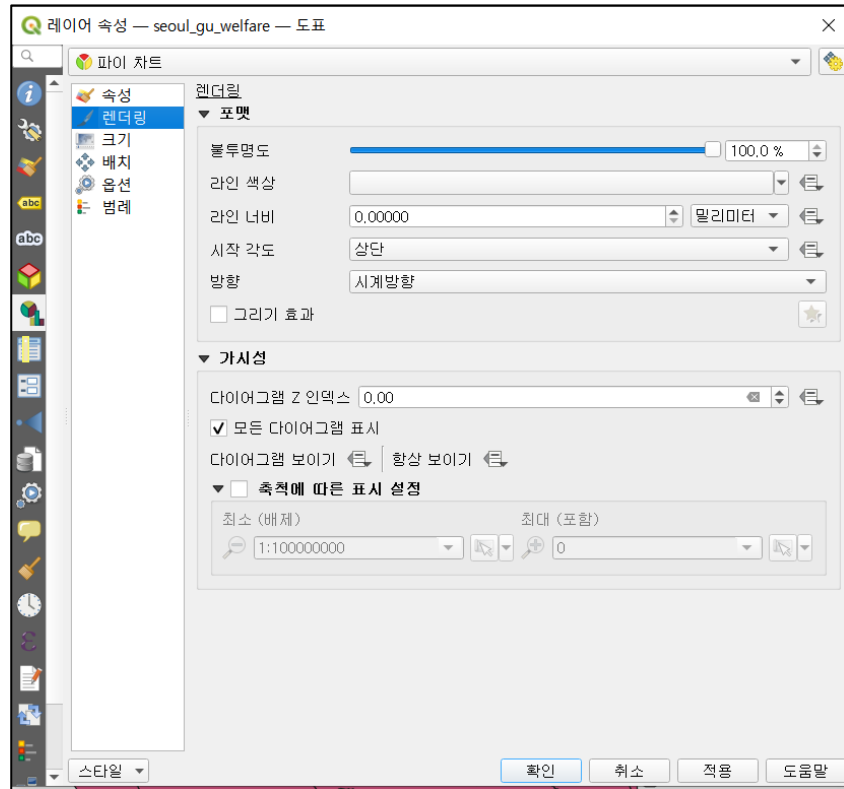 레이어 속성 — seoul_gu_welfare — 도표
파이 차트
속성
렌더링
크기
배치
옵션
범례
abc
abc
렌더링
포맷
불투명도 100,0 %
라인 색상
라인 너비 0,00000 밀리미터
시작 각도 상단
방향 시계방향
그리기 효과
가시성
다이어그램 Z 인덱스 0,00
모든 다이어그램 표시
다이어그램 보이기 항상 보이기
축척에 따른 표시 설정
최소 (배제) 최대 (포함)
1:100000000 0
스타일 확인 취소 적용 도움말